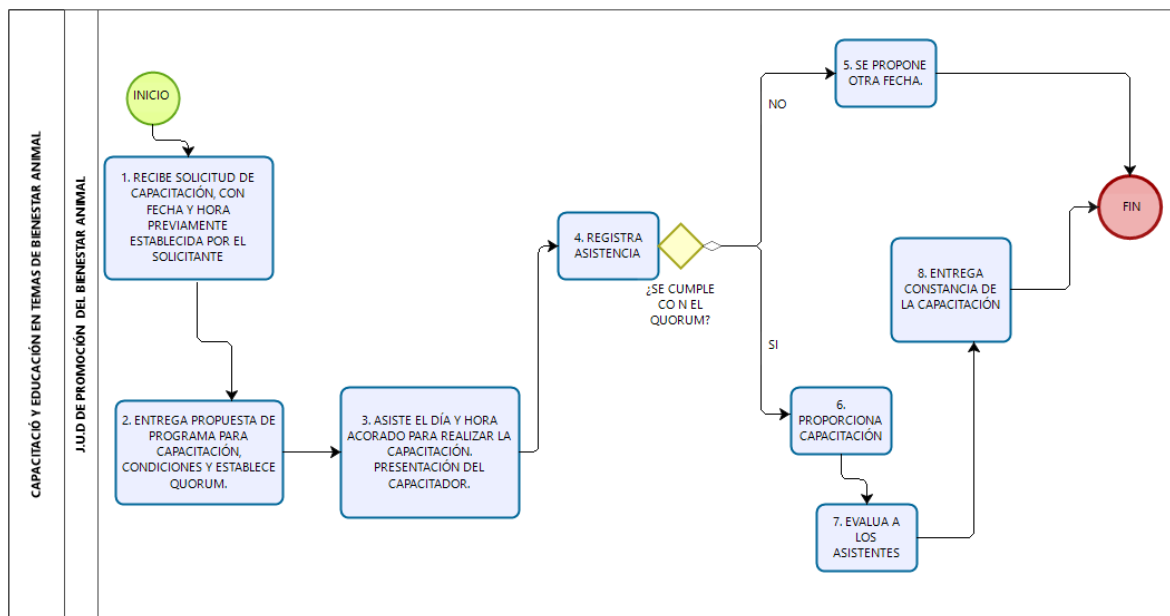 CAPACITACIÓ Y EDUCACIÓN EN TEMAS DE BIENESTAR ANIMAL
J.U.D DE PROMOCIÓN DEL BIENESTAR ANIMAL
INICIO
1. RECIBE SOLICITUD DE
CAPACITACIÓN, CON
FECHA Y HORA
PREVIAMENTE
ESTABLECIDA POR EL
SOLICITANTE
2. ENTREGA PROPUESTA DE
PROGRAMA PARA
CAPACITACIÓN,
CONDICIONES Y ESTABLECE
QUORUM.
3. ASISTE EL DÍA Y HORA
ACORADO PARA REALIZAR LA
CAPACITACIÓN.
PRESENTACIÓN DEL
CAPACITADOR.
4. REGISTRA
ASISTENCIA
¿SE CUMPLE
CO N EL
QUORUM?
NO
5. SE PROPONE
OTRA FECHA.
SI
6.
PROPORCIONA
CAPACITACIÓN
7. EVALUA A
LOS
ASISTENTES
8. ENTREGA
CONSTANCIA DE
LA CAPACITACIÓN
FIN